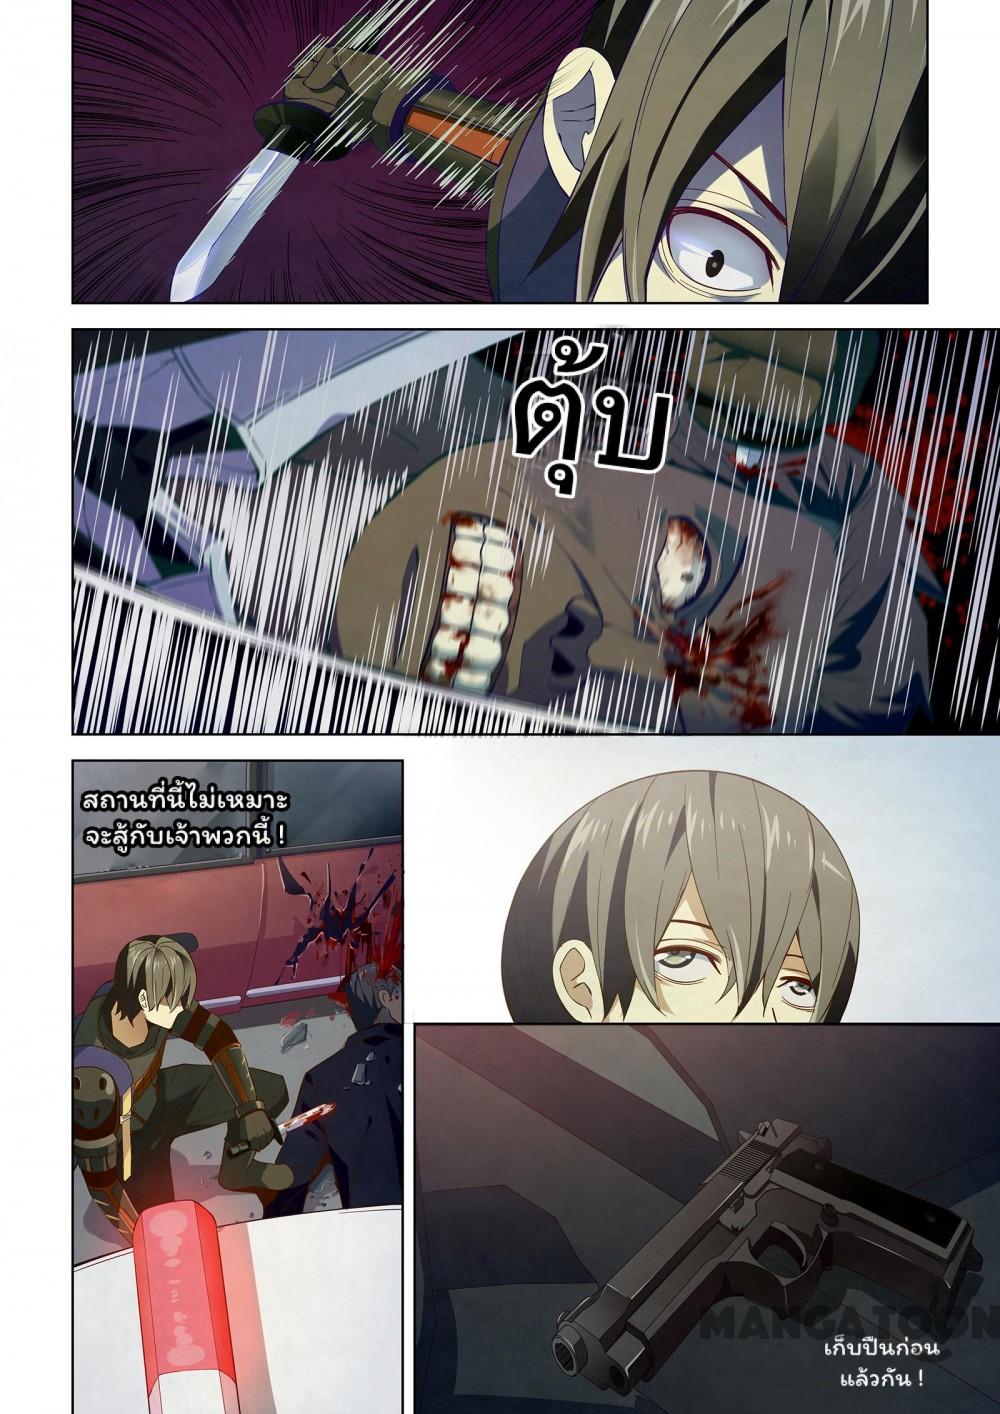 ตุ้บ
สถานที่นี้ไม่เหมาะ
จะสู้กับเจ้าพวกนี้ !
MANGATOON
เก็บปืนก่อน
แล้วกัน !